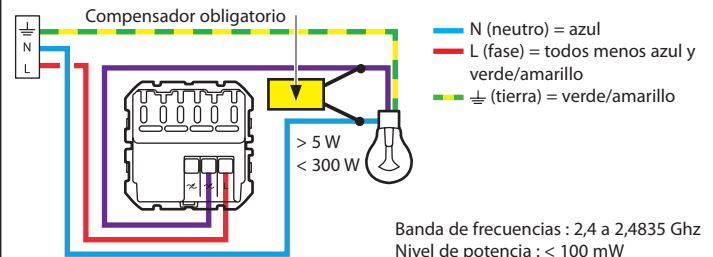 Compensador obligatorio
N
L
> 5 W
< 300 W
L
N (neutro) = azul
L (fase) = todos menos azul y
verde/amarillo
⏚ (tierra) = verde/amarillo
Banda de frecuencias : 2,4 a 2,4835 Ghz
Nivel de potencia : < 100 mW